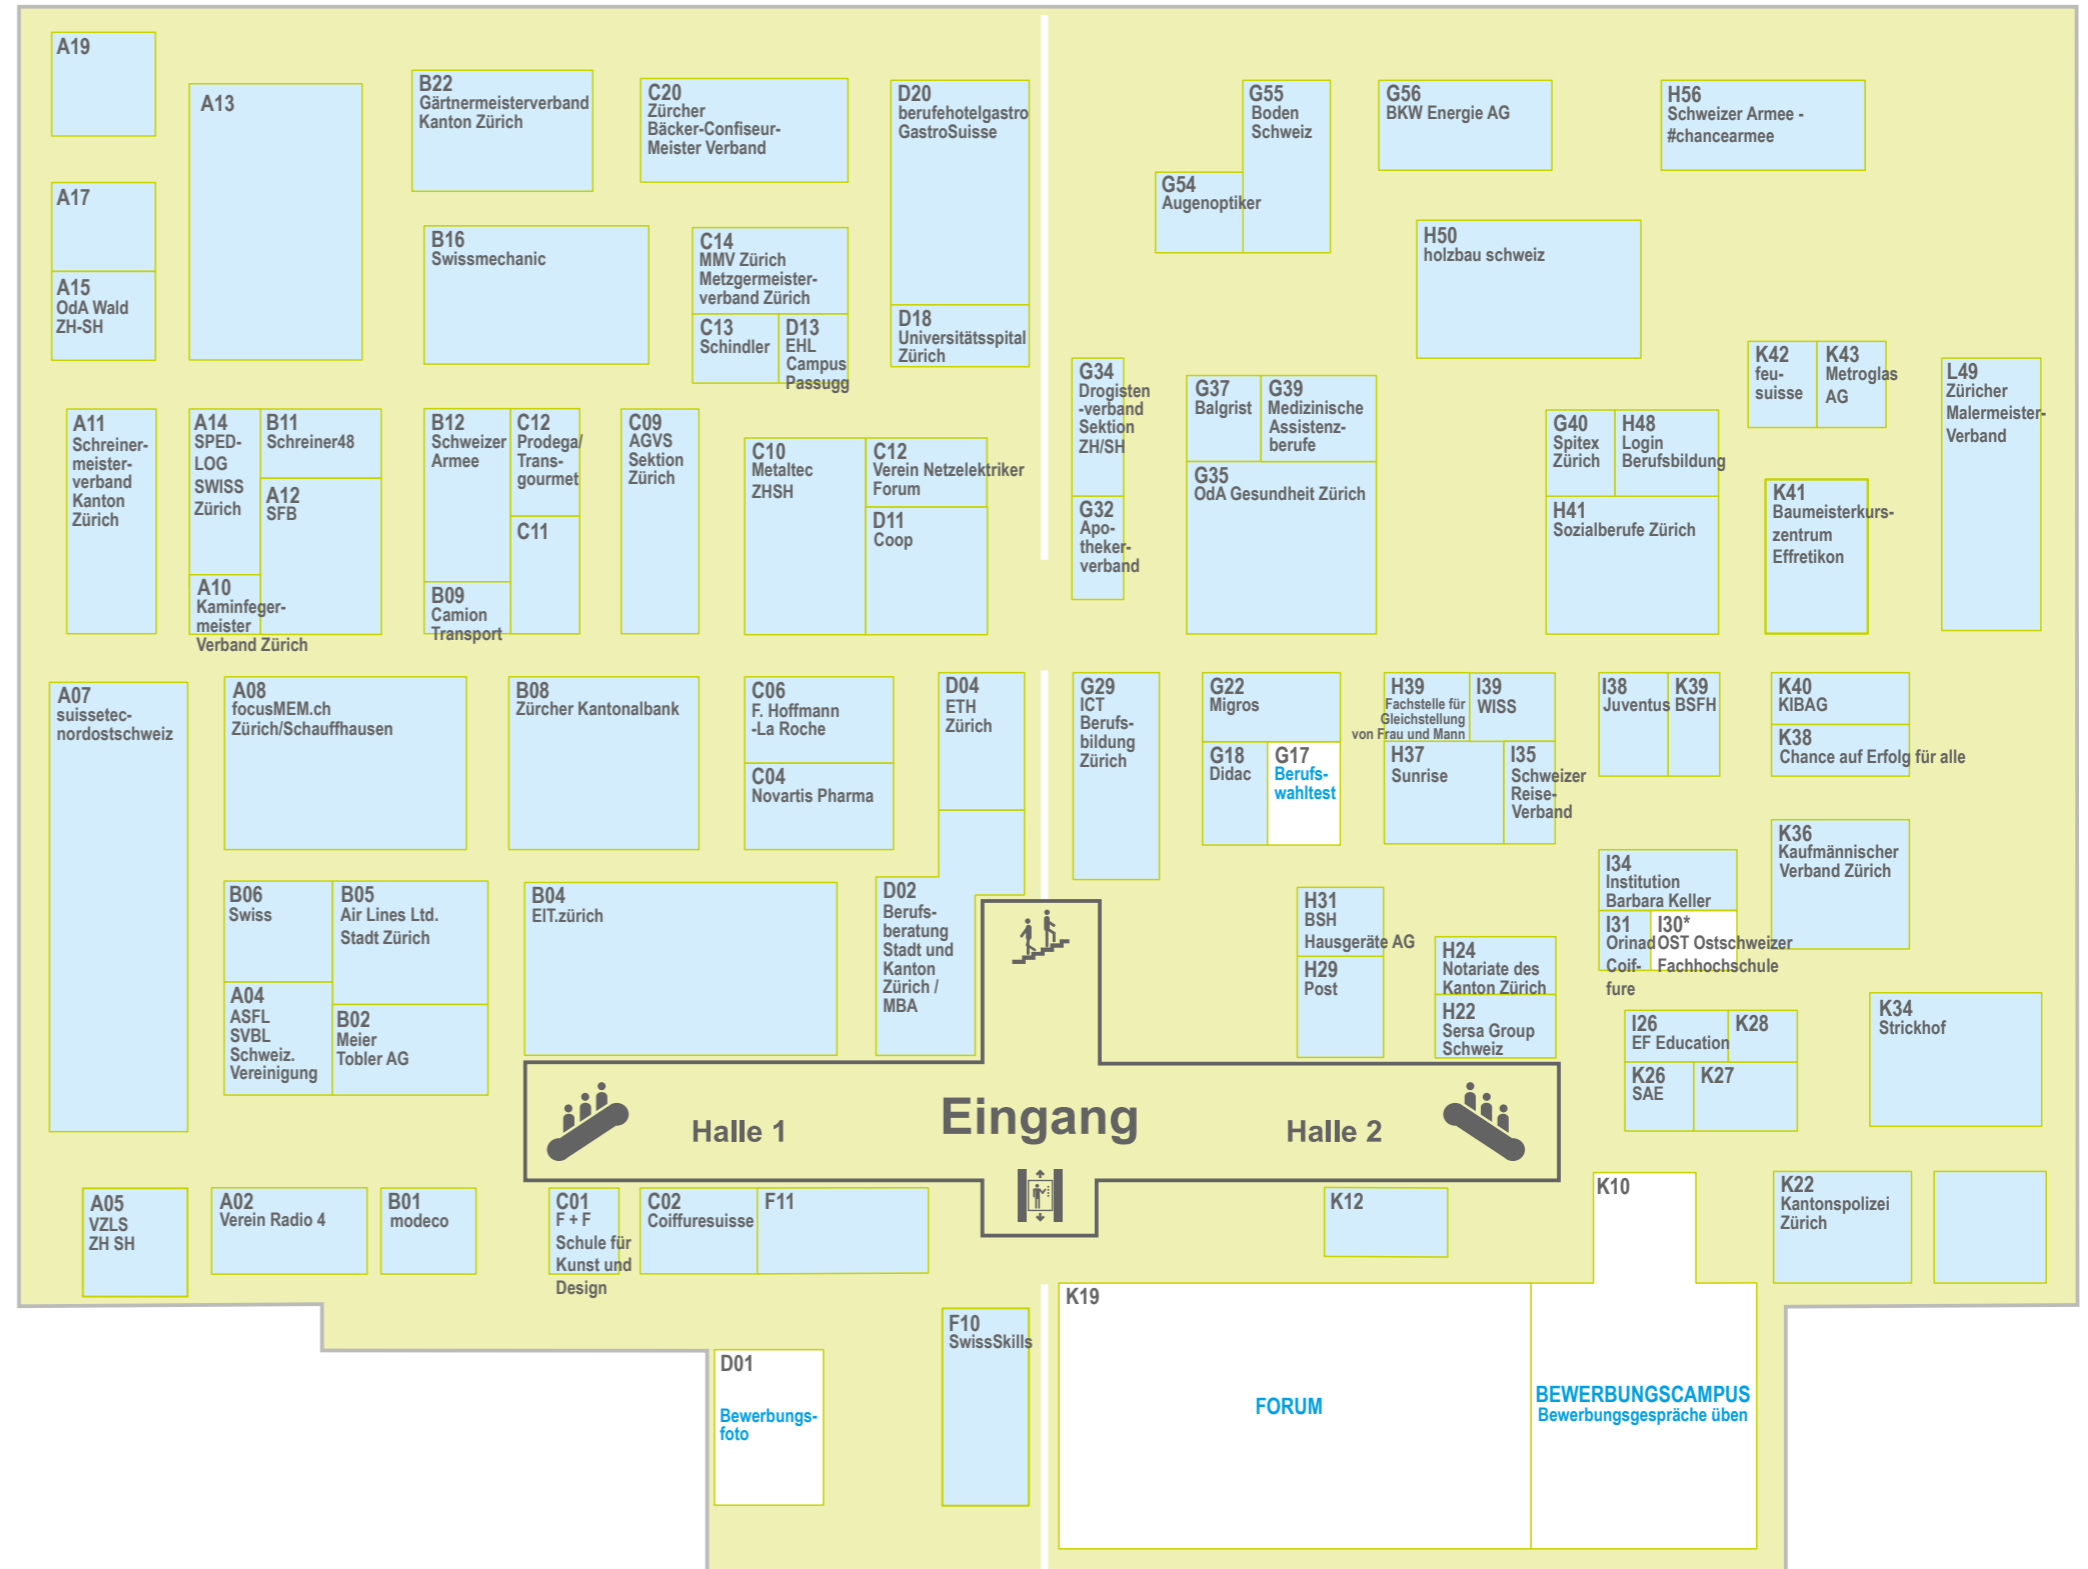 A19
A13
B22
Gärtnermeisterverband
Kanton Zürich
C20
Zürcher
Bäcker-Confiseur-
Meister Verband
D20
berufehotelgastro
GastroSuisse
G55
Boden
Schweiz
G56
BKW Energie AG
H56
Schweizer Armee -
#chancearmee
A17
G54
Augenoptiker
A15
OdA Wald
ZH-SH
B16
Swissmechanic
C14
MMV Zürich
Metzgermeister-
verband Zürich
H50
holzbau schweiz
C13
Schindler
D13
EHL
Campus
Passugg
D18
Universitätsspital
Zürich
G34
Drogisten
-verband
Sektion
ZH/SH
G37
Balgrist
G39
Medizinische
Assistenz-
berufe
K42
feu-
suisse
K43
Metroglas
AG
L49
Züricher
Malermeister-
Verband
A11
Schreiner-
meister-
verband
Kanton
Zürich
A14
SPED-
LOG
SWISS
Zürich
B11
Schreiner48
A12
SFB
B12
Schweizer
Armee
C12
Prodega/
Trans-
gourmet
C11
C09
AGVS
Sektion
Zürich
C10
Metaltec
ZHSH
C12
Verein Netzelektriker
Forum
D11
Coop
G35
OdA Gesundheit Zürich
G40
Spitex
Zürich
H48
Login
Berufsbildung
H41
Sozialberufe Zürich
K41
Baumeisterkurs-
zentrum
Effretikon
G32
Apo-
theker-
verband
A10
Kaminfeger-
meister
Verband Zürich
B09
Camion
Transport
A07
suissetec-
nordostschweiz
A08
focusMEM.ch
Zürich/Schauffhausen
B08
Zürcher Kantonalbank
C06
F. Hoffmann
-La Roche
C04
Novartis Pharma
D04
ETH
Zürich
G29
ICT
Berufs-
bildung
Zürich
G22
Migros
G18
Didac
G17
Berufs-
wahltest
H39
Fachstelle für
Gleichstellung
von Frau und Mann
I39
WISS
H37
Sunrise
I35
Schweizer
Reise-
Verband
I38
Juventus
K39
BSFH
K40
KIBAG
K38
Chance auf Erfolg für alle
K36
Kaufmännischer
Verband Zürich
B06
Swiss
B05
Air Lines Ltd.
Stadt Zürich
B04
EIT.zürich
D02
Berufs-
beratung
Stadt und
Kanton
Zürich /
MBA
H31
BSH
Hausgeräte AG
H29
Post
H24
Notariate des
Kanton Zürich
H22
Sersa Group
Schweiz
I34
Institution
Barbara Keller
I31
Orinad
Coif-
fure
I30*
OST Ostschweizer
Fachhochschule
A04
ASFL
SVBL
Schweiz.
Vereinigung
B02
Meier
Tobler AG
I26
EF Education
K28
K26
SAE
K27
K34
Strickhof
Halle 1
Eingang
Halle 2
A05
VZLS
ZH SH
A02
Verein Radio 4
B01
modeco
C01
F + F
Schule für
Kunst und
Design
C02
Coiffuresuisse
F11
K12
K10
K22
Kantonspolizei
Zürich
D01
Bewerbungs-
foto
F10
SwissSkills
K19
FORUM
BEWERBUNGSCAMPUS
Bewerbungsgespräche üben